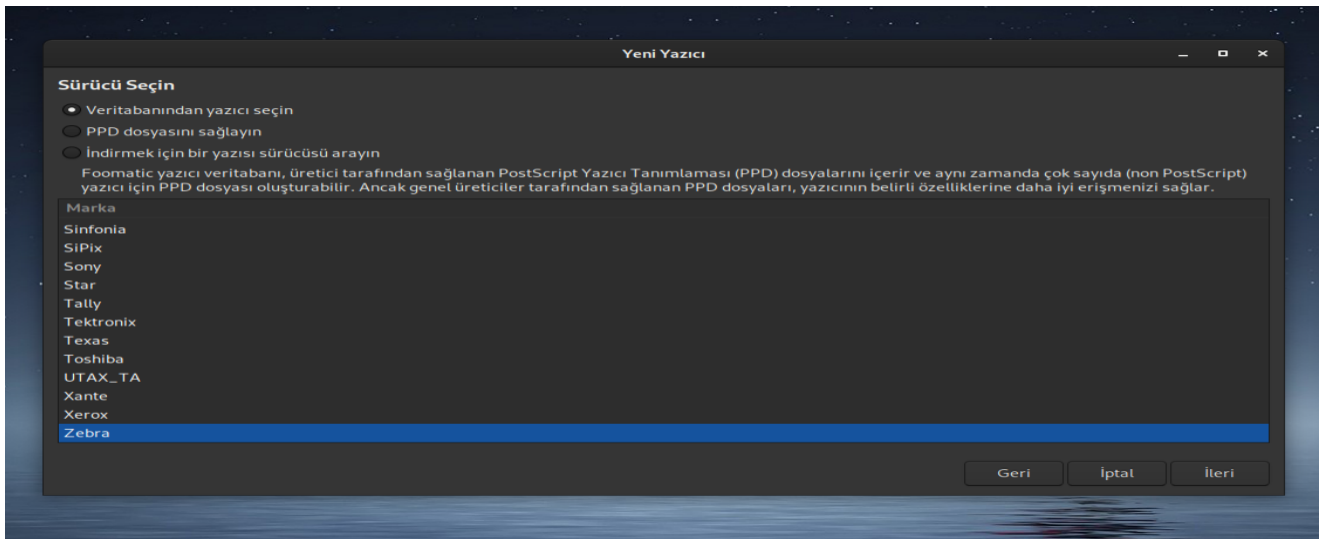 Yeni Yazıcı
Sürücü Seçin
Veritabanından yazıcı seçin
PPD dosyasını sağlayın
İndirmek için bir yazısı sürücüsü arayın
Foomatic yazıcı veritabanı, üretici tarafından sağlanan PostScript Yazıcı Tanımlaması (PPD) dosyalarını içerir ve aynı zamanda çok sayıda (non PostScript)
yazıcı için PPD dosyası oluşturabilir. Ancak genel üreticiler tarafından sağlanan PPD dosyaları, yazıcının belirli özelliklerine daha iyi erişmenizi sağlar.
Marka
Sinfonia
SiPix
Sony
Star
Tally
Tektronix
Texas
Toshiba
UTAX_TA
Xante
Xerox
Zebra
Geri İptal İleri